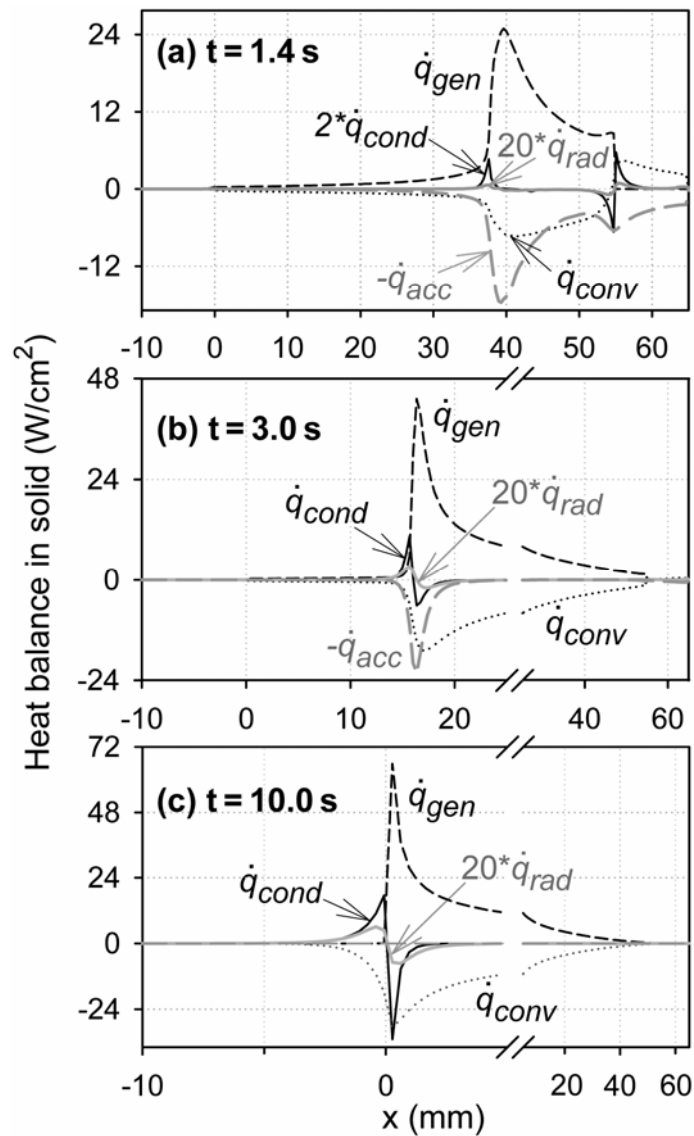 Heat balance in solid (W/cm²)
24
12
0
-12
(a) t = 1.4 s
q̇gen
2*q̇cond
20*q̇rad
-q̇acc
q̇conv
-10 0 10 20 30 40 50 60
48
24
0
-24
(b) t = 3.0 s
q̇gen
q̇cond
20*q̇rad
-q̇acc
q̇conv
-10 0 10 20 40 60
72
48
24
0
-24
(c) t = 10.0 s
q̇gen
q̇cond
20*q̇rad
q̇conv
-10 0 20 40 60
x (mm)